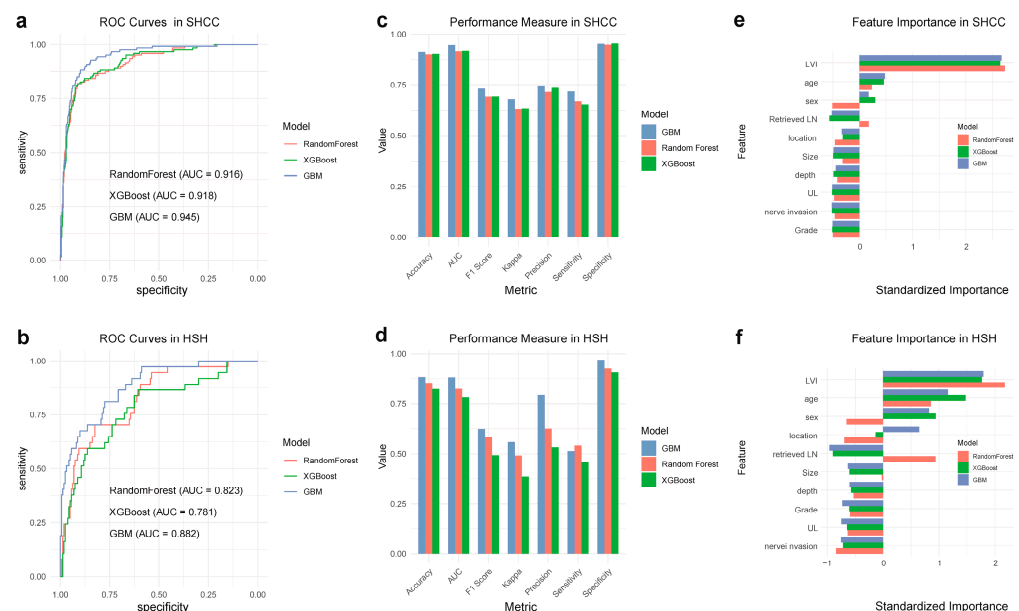 a
ROC Curves in SHCC
1.00
0.75
0.50
0.25
0.00
sensitivity
RandomForest (AUC = 0.916)
XGBoost (AUC = 0.918)
GBM (AUC = 0.945)
1.00 0.75 0.50 0.25 0.00
specificity
Model
RandomForest
XGBoost
GBM
c
Performance Measure in SHCC
1.00
0.75
0.50
0.25
0.00
Value
Accuracy
AUC
F1 Score
Kappa
Precision
Sensitivity
Specificity
Metric
Model
GBM
Random Forest
XGBoost
e
Feature Importance in SHCC
Feature
LVI
age
sex
Retrieved LN
location
Size
depth
UL
nerve invasion
Grade
0 1 2
Standardized Importance
Model
RandomForest
XGBoost
GBM
b
ROC Curves in HSH
1.00
0.75
0.50
0.25
0.00
sensitivity
RandomForest (AUC = 0.823)
XGBoost (AUC = 0.781)
GBM (AUC = 0.882)
1.00 0.75 0.50 0.25 0.00
specificity
Model
RandomForest
XGBoost
GBM
d
Performance Measure in HSH
1.00
0.75
0.50
0.25
0.00
Value
Accuracy
AUC
F1 Score
Kappa
Precision
Sensitivity
Specificity
Metric
Model
GBM
Random Forest
XGBoost
f
Feature Importance in HSH
Feature
LVI
age
sex
location
retrieved LN
Size
depth
Grade
UL
nervei nvasion
−1 0 1 2
Standardized Importance
Model
RandomForest
XGBoost
GBM